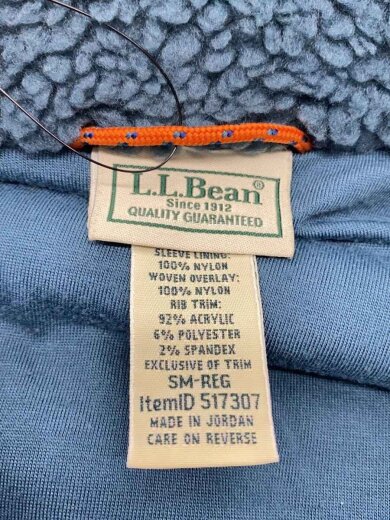 L.L.Bean®
Since 1912
QUALITY GUARANTEED
SLEEVE LINING:
100% NYLON
WOVEN OVERLAY:
100% NYLON
RIB TRIM:
92% ACRYLIC
6% POLYESTER
2% SPANDEX
EXCLUSIVE OF TRIM
SM-REG
ItemID 517307
MADE IN JORDAN
CARE ON REVERSE